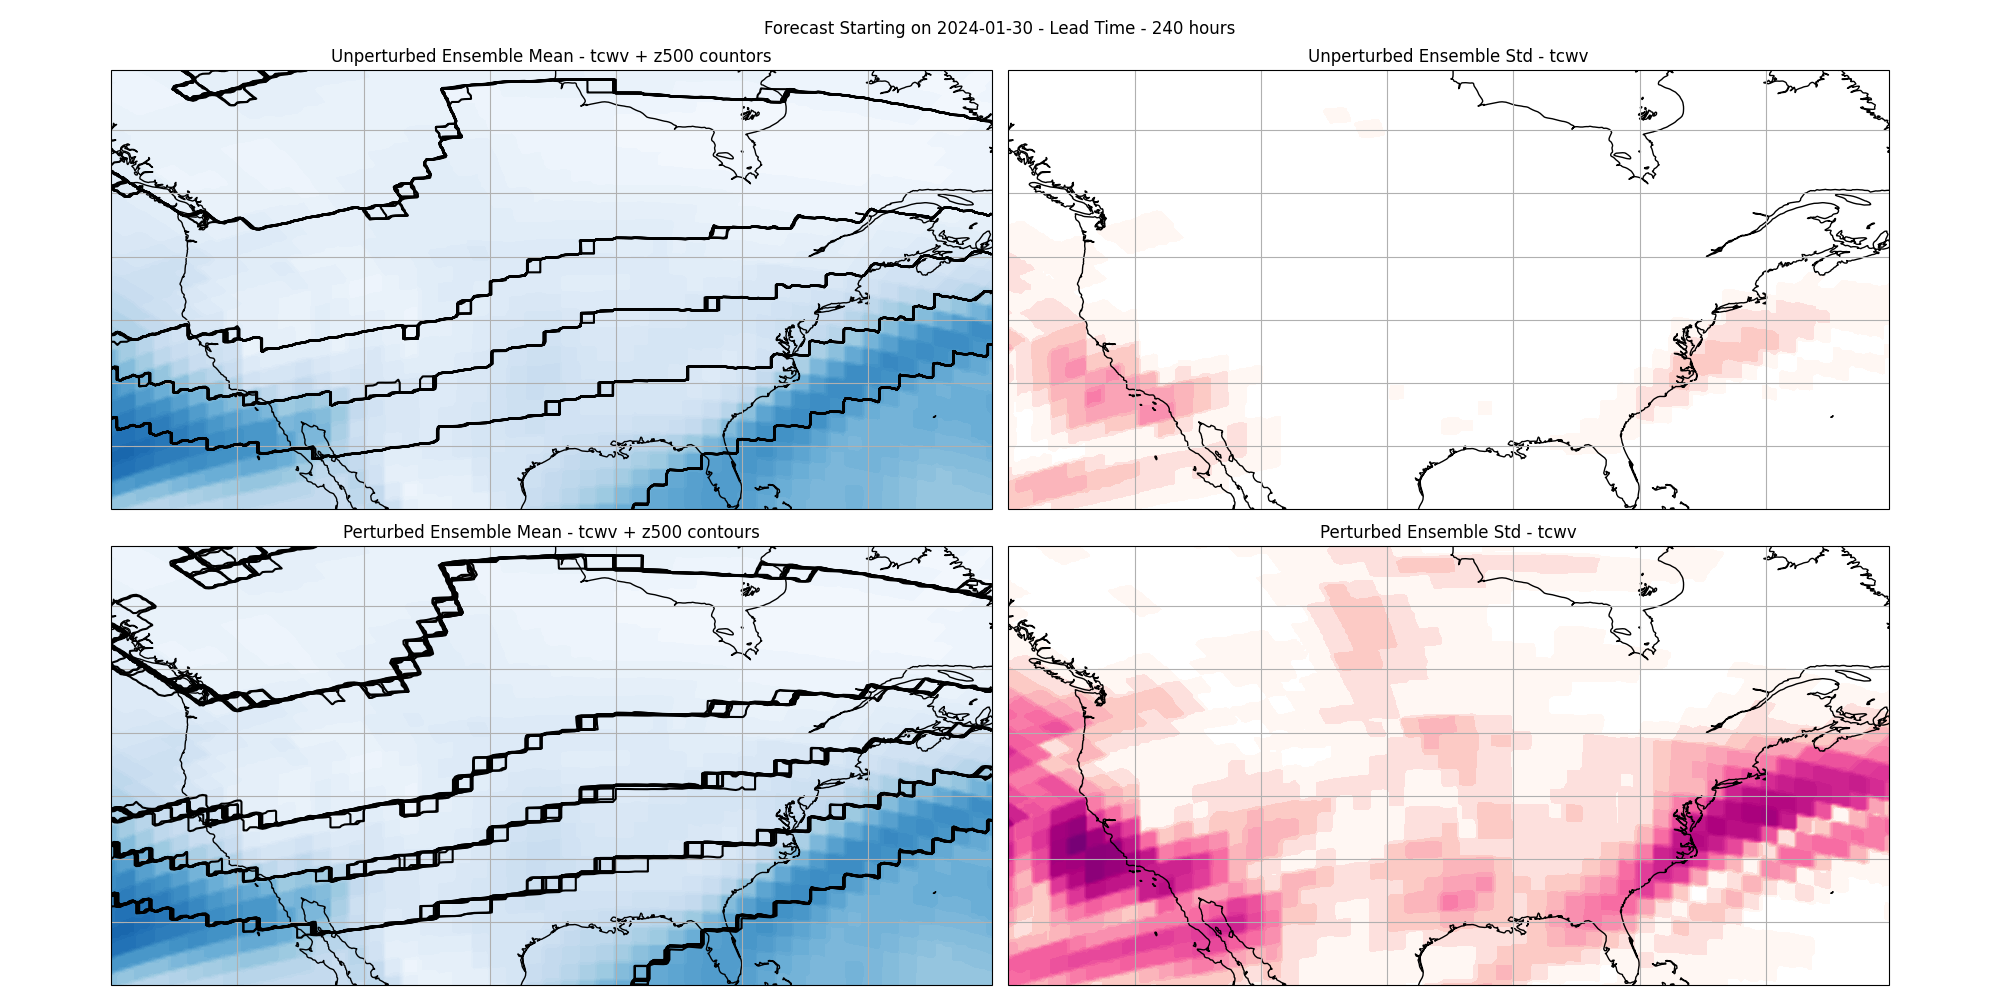 Forecast Starting on 2024-01-30 - Lead Time - 240 hours
Unperturbed Ensemble Mean - tcwv + z500 countors
Unperturbed Ensemble Std - tcwv
Perturbed Ensemble Mean - tcwv + z500 contours
Perturbed Ensemble Std - tcwv